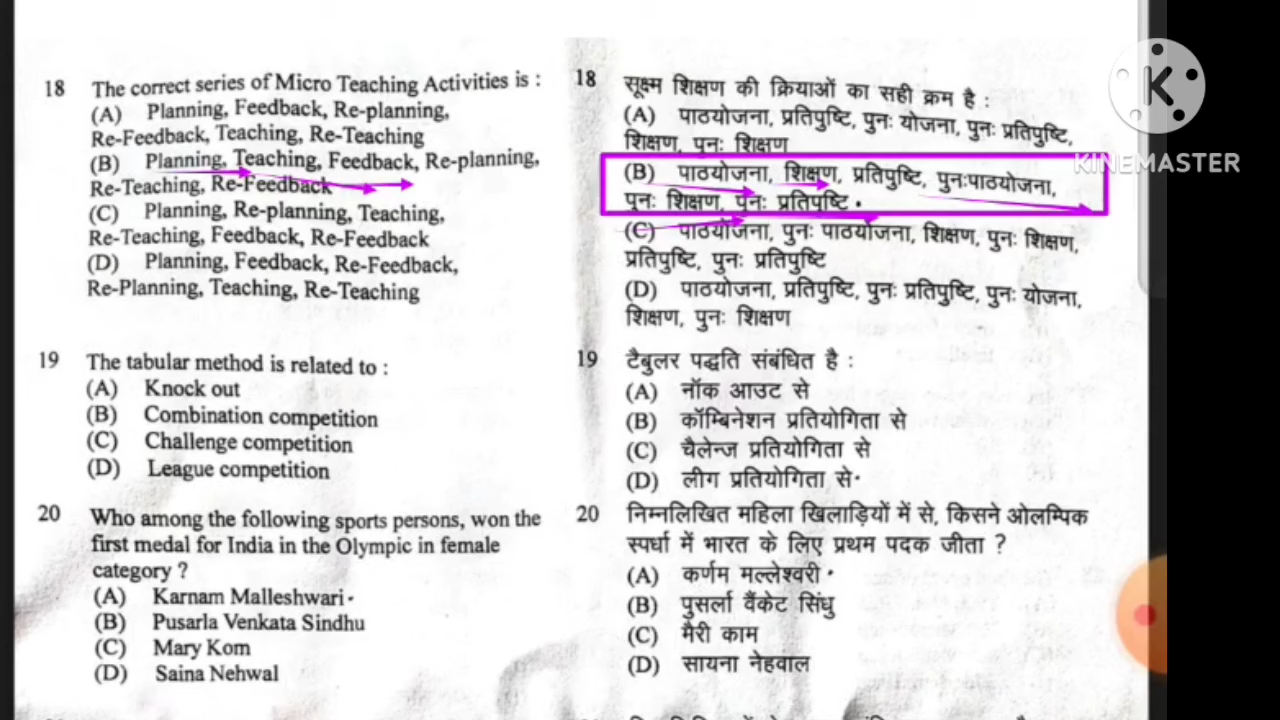 18 The correct series of Micro Teaching Activities is :
(A) Planning, Feedback, Re-planning,
Re-Feedback, Teaching, Re-Teaching
(B) Planning, Teaching, Feedback, Re-planning,
Re-Teaching, Re-Feedback
(C) Planning, Re-planning, Teaching,
Re-Teaching, Feedback, Re-Feedback
(D) Planning, Feedback, Re-Feedback,
Re-Planning, Teaching, Re-Teaching
19 The tabular method is related to :
(A) Knock out
(B) Combination competition
(C) Challenge competition
(D) League competition
20 Who among the following sports persons, won the
first medal for India in the Olympic in female
category ?
(A) Karnam Malleshwari
(B) Pusarla Venkata Sindhu
(C) Mary Kom
(D) Saina Nehwal
18 सूक्ष्म शिक्षण की क्रियाओं का सही क्रम है :
(A) पाठयोजना, प्रतिपुष्टि, पुनः योजना, पुनः प्रतिपुष्टि,
शिक्षण, पुनः शिक्षण
(B) पाठयोजना, शिक्षण, प्रतिपुष्टि, पुनःपाठयोजना,
पुनः शिक्षण, पुनः प्रतिपुष्टि
(C) पाठयोजना, पुनः पाठयोजना, शिक्षण, पुनः शिक्षण,
प्रतिपुष्टि, पुनः प्रतिपुष्टि
(D) पाठयोजना, प्रतिपुष्टि, पुनः प्रतिपुष्टि, पुनः योजना,
शिक्षण, पुनः शिक्षण
19 टैबुलर पद्धति संबंधित है :
(A) नॉक आउट से
(B) कॉम्बिनेशन प्रतियोगिता से
(C) चैलेन्ज प्रतियोगिता से
(D) लीग प्रतियोगिता से
20 निम्नलिखित महिला खिलाड़ियों में से, किसने ओलम्पिक
स्पर्धा में भारत के लिए प्रथम पदक जीता ?
(A) कर्णम मल्लेश्वरी
(B) पुसर्ला वैंकेट सिंधु
(C) मैरी काम
(D) सायना नेहवाल
K
KINEMASTER